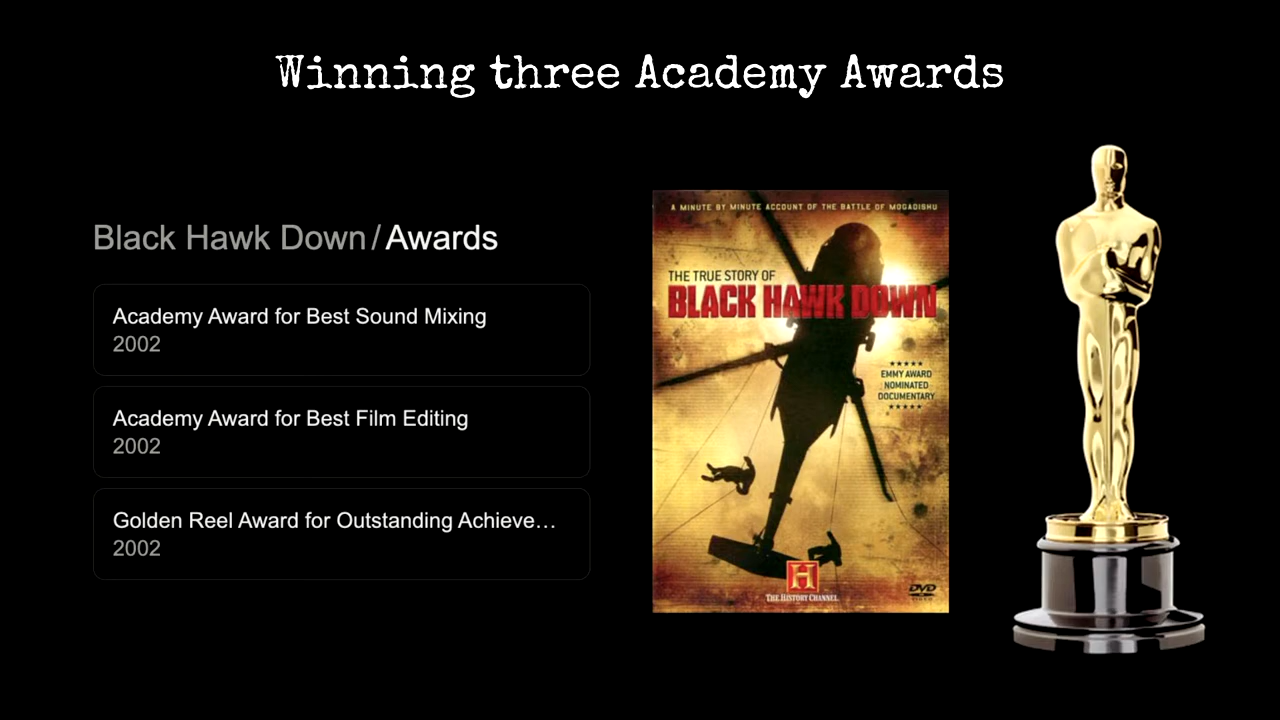 Winning three Academy Awards
Black Hawk Down / Awards
Academy Award for Best Sound Mixing
2002
Academy Award for Best Film Editing
2002
Golden Reel Award for Outstanding Achieve…
2002
A MINUTE BY MINUTE ACCOUNT OF THE BATTLE OF MOGADISHU
THE TRUE STORY OF
BLACK HAWK DOWN
★★★★★
EMMY AWARD
NOMINATED
DOCUMENTARY
★★★★★
H
THE HISTORY CHANNEL
DVD
VIDEO